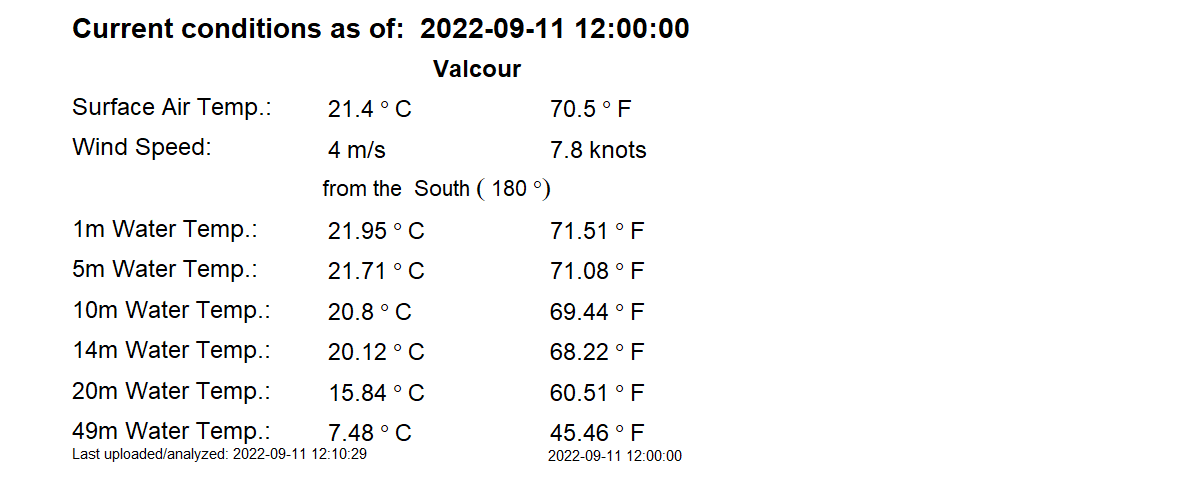 Current conditions as of: 2022-09-11 12:00:00
Valcour
Surface Air Temp.: 21.4 ° C 70.5 ° F
Wind Speed: 4 m/s 7.8 knots
from the South ( 180 °)
1m Water Temp.: 21.95 ° C 71.51 ° F
5m Water Temp.: 21.71 ° C 71.08 ° F
10m Water Temp.: 20.8 ° C 69.44 ° F
14m Water Temp.: 20.12 ° C 68.22 ° F
20m Water Temp.: 15.84 ° C 60.51 ° F
49m Water Temp.: 7.48 ° C 45.46 ° F
Last uploaded/analyzed: 2022-09-11 12:10:29 2022-09-11 12:00:00